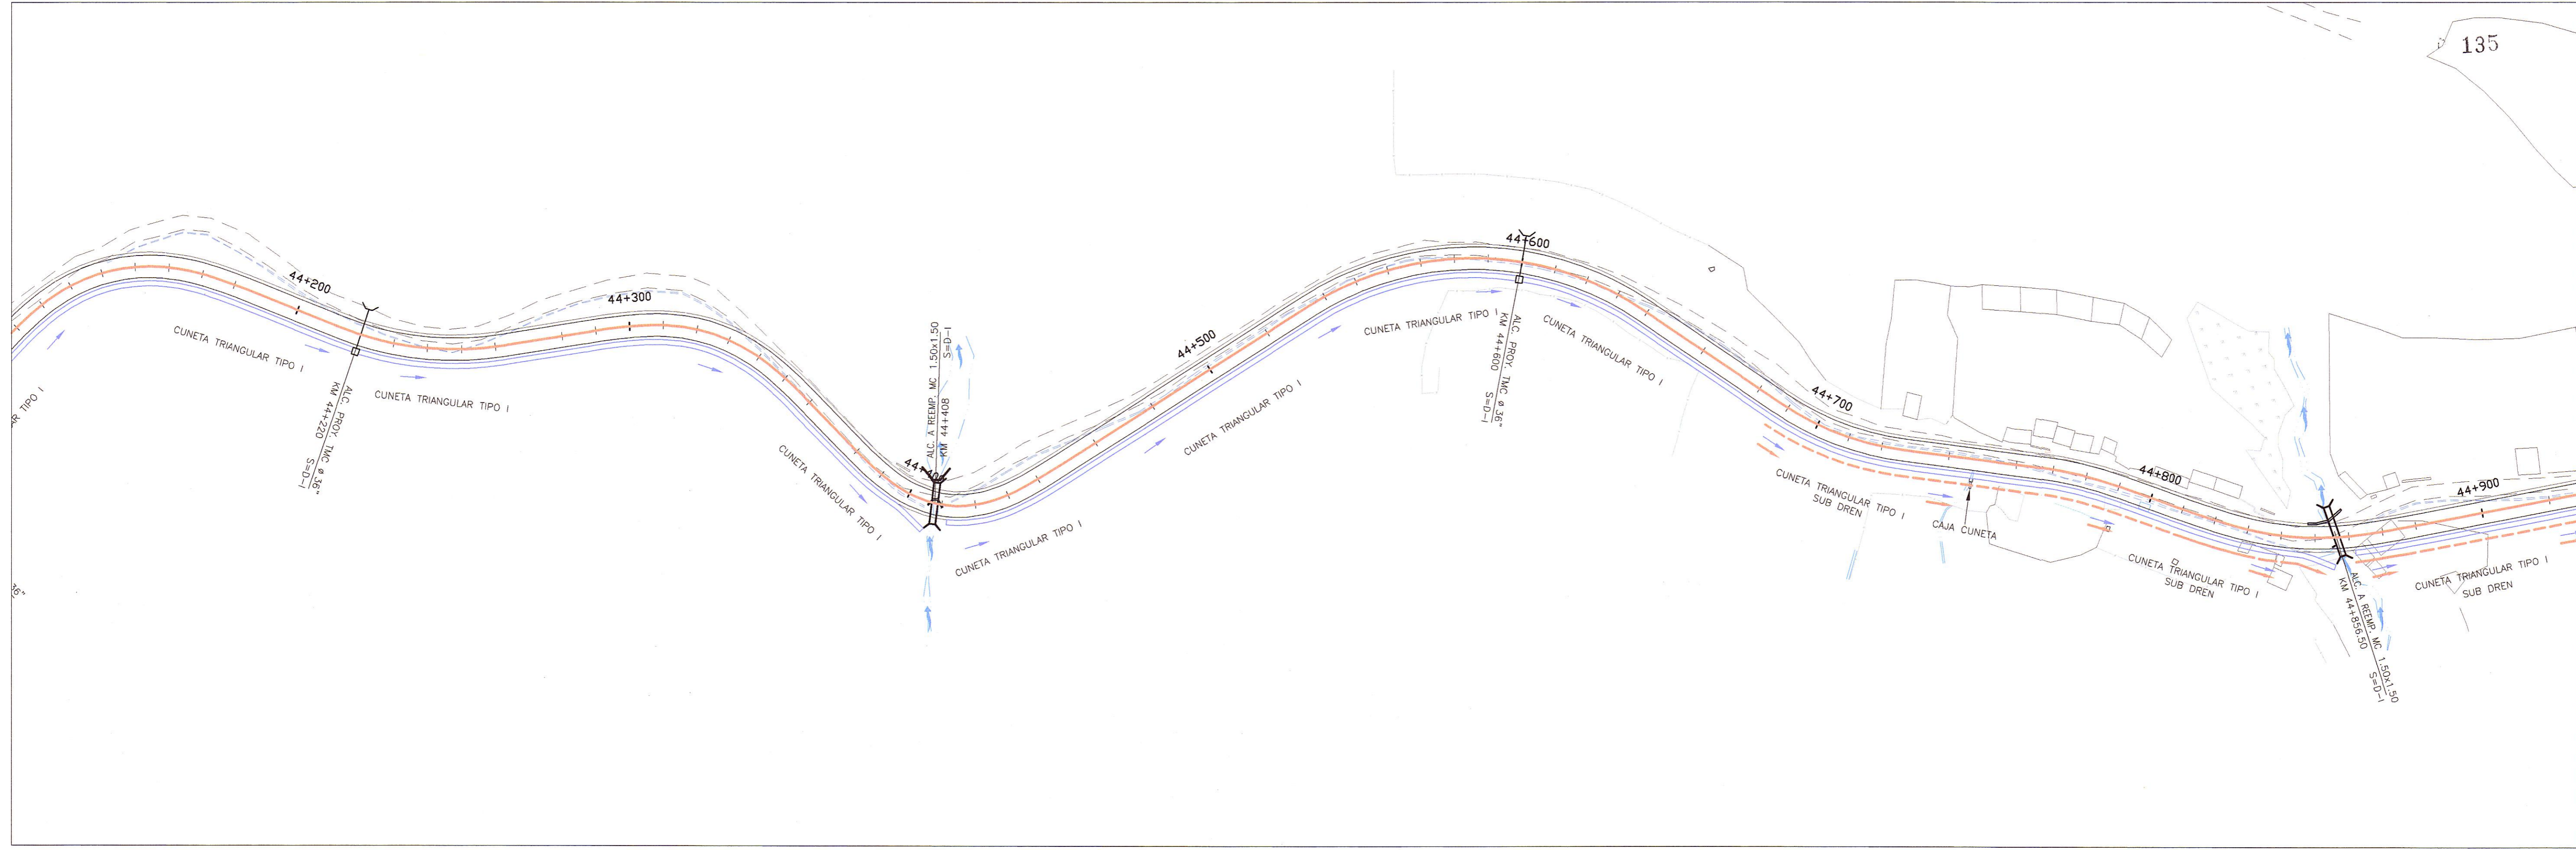 135
44+200
CUNETA TRIANGULAR TIPO I
ALC. PROY. TMC ø 36"
KM 44+220
S=D-I
CUNETA TRIANGULAR TIPO I
44+300
TIPO I
36"
CUNETA TRIANGULAR TIPO I
ALC. A REEMP. MC 1.50x1.50
KM 44+408
S=D-I
CUNETA TRIANGULAR TIPO I
44+500
CUNETA TRIANGULAR TIPO I
CUNETA TRIANGULAR TIPO I
44+600
ALC. PROY. TMC ø 36"
KM 44+600
S=D-I
CUNETA TRIANGULAR TIPO I
44+700
CUNETA TRIANGULAR TIPO I
SUB DREN
CAJA CUNETA
44+800
CUNETA TRIANGULAR TIPO I
SUB DREN
ALC. A REEMP. MC 1.50x1.50
KM 44+856.50
S=D-I
44+900
CUNETA TRIANGULAR TIPO I
SUB DREN